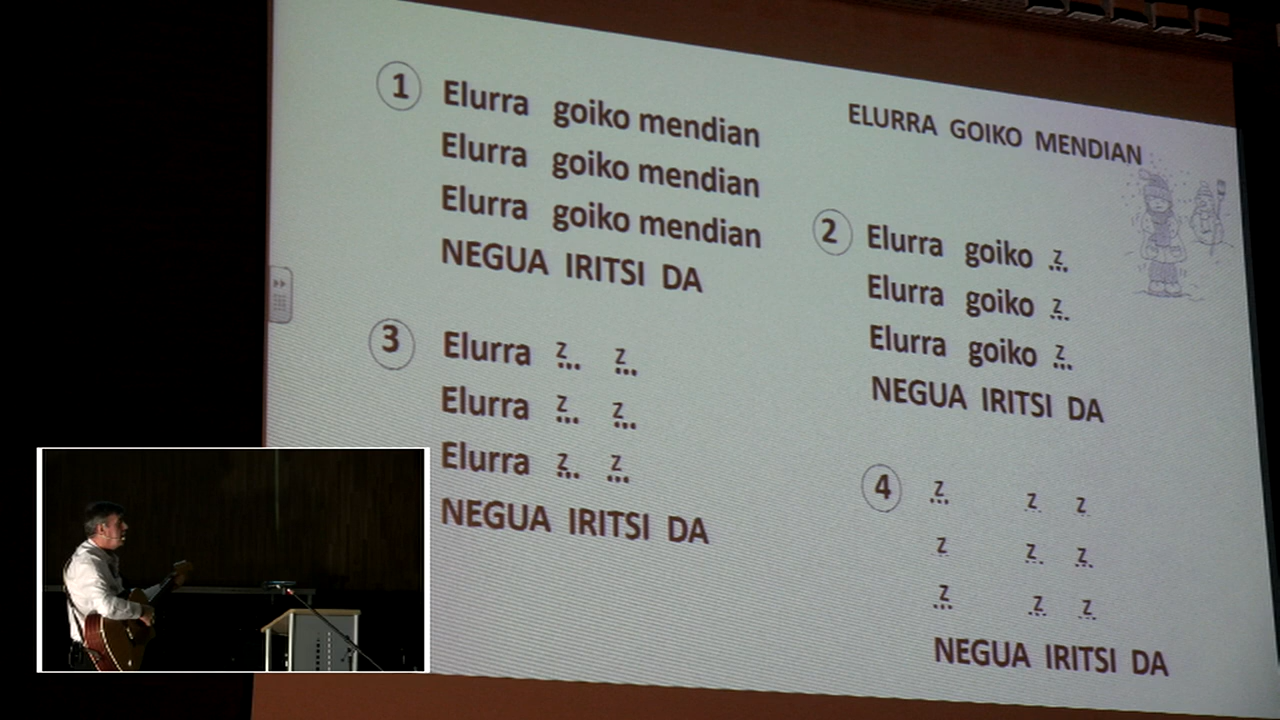 ELURRA GOIKO MENDIAN
1 Elurra goiko mendian
Elurra goiko mendian
Elurra goiko mendian
NEGUA IRITSI DA
2 Elurra goiko z...
Elurra goiko z...
Elurra goiko z...
NEGUA IRITSI DA
3 Elurra z... z...
Elurra z... z...
Elurra z... z...
NEGUA IRITSI DA
4 z... z.. z..
z.. z.. z..
z... z.. z..
NEGUA IRITSI DA